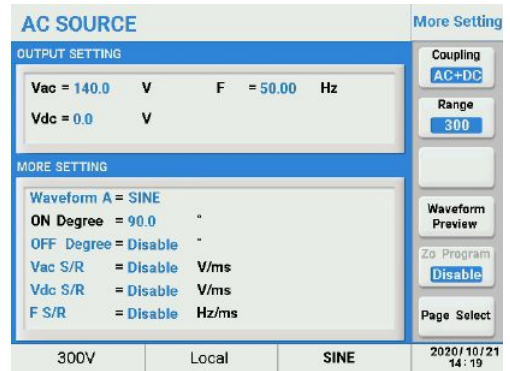 AC SOURCE
More Setting
OUTPUT SETTING
Vac = 140.0 V F = 50.00 Hz
Vdc = 0.0 V
MORE SETTING
Waveform A = SINE
ON Degree = 90.0 °
OFF Degree = Disable °
Vac S/R = Disable V/ms
Vdc S/R = Disable V/ms
F S/R = Disable Hz/ms
Coupling
AC+DC
Range
300
Waveform
Preview
Zo Program
Disable
Page Select
300V Local SINE 2020/10/21
14:19